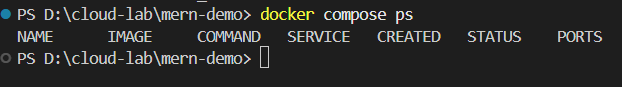 PS D:\cloud-lab\mern-demo> docker compose ps
NAME IMAGE COMMAND SERVICE CREATED STATUS PORTS
PS D:\cloud-lab\mern-demo>